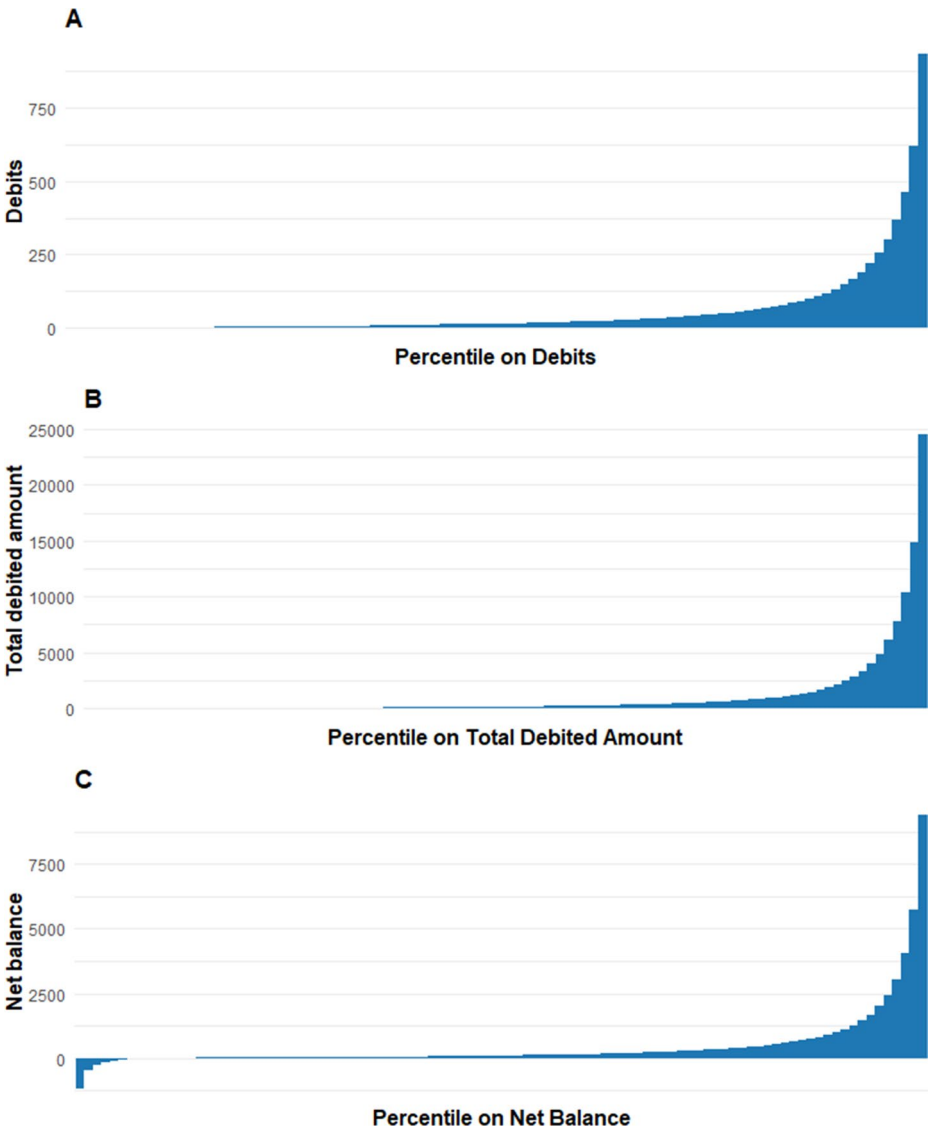 A
Debits
750
500
250
0
Percentile on Debits
B
Total debited amount
25000
20000
15000
10000
5000
0
Percentile on Total Debited Amount
C
Net balance
7500
5000
2500
0
Percentile on Net Balance